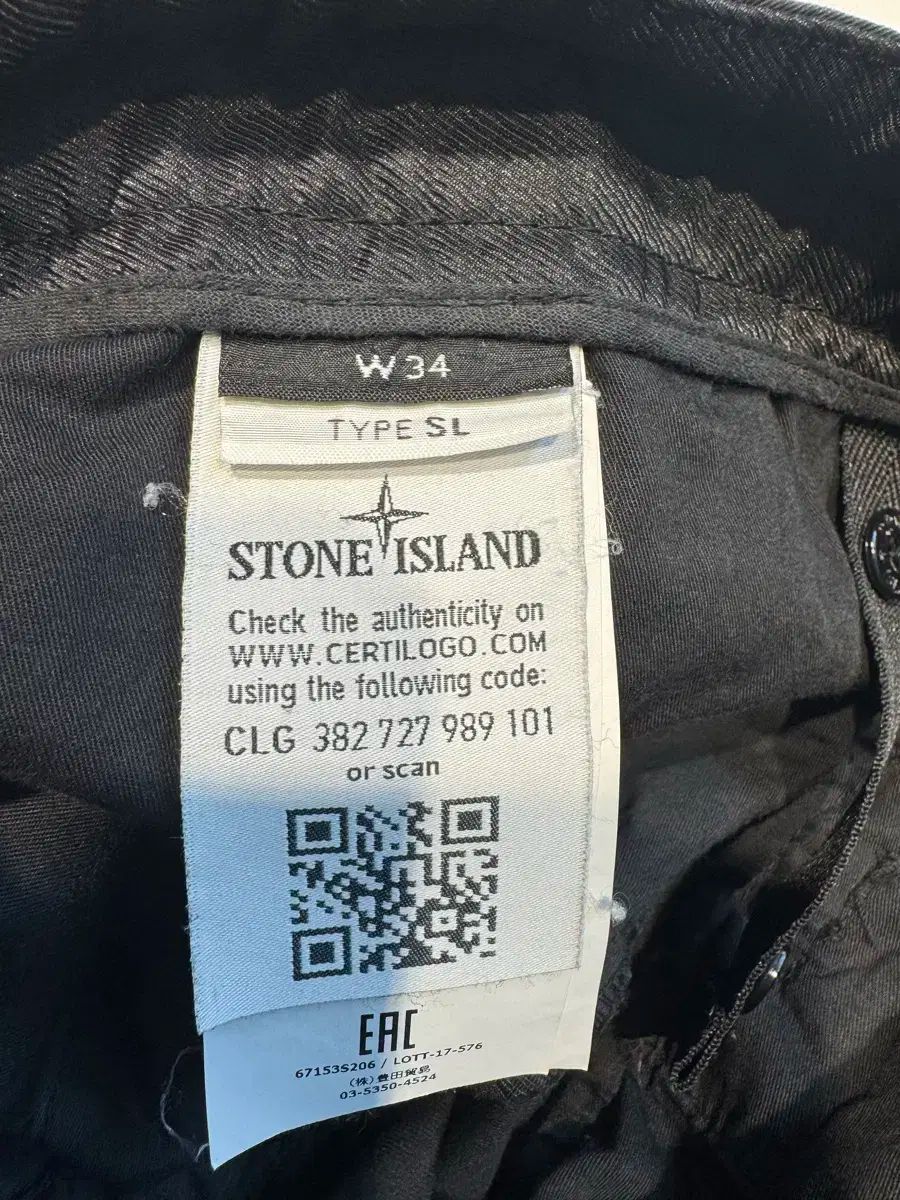 W 34
TYPE SL
STONE ISLAND
Check the authenticity on
WWW.CERTILOGO.COM
using the following code:
CLG 382 727 989 101
or scan
EAC
67153S206 / LOTT-17-576
(株)豊田貿易
03-5350-4524